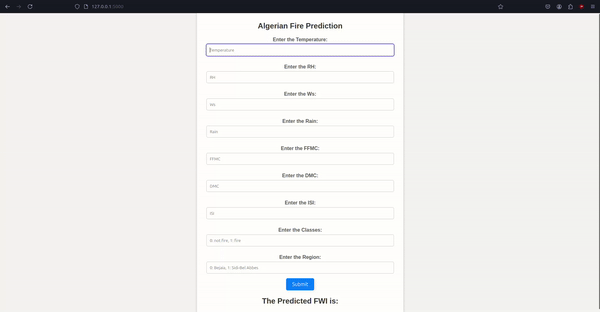 127.0.0.1:5000
Algerian Fire Prediction
Enter the Temperature:
Temperature
Enter the RH:
Ws
Enter the Ws:
Ws
Enter the Rain:
Rain
Enter the FFMC:
FFMC
Enter the DMC:
DMC
Enter the ISI:
ISI
Enter the Classes:
0: not Fire, 1: Fire
Enter the Region:
0: Bejaia, 1: Sidi-Bel Abbes
Submit
The Predicted FWI is: